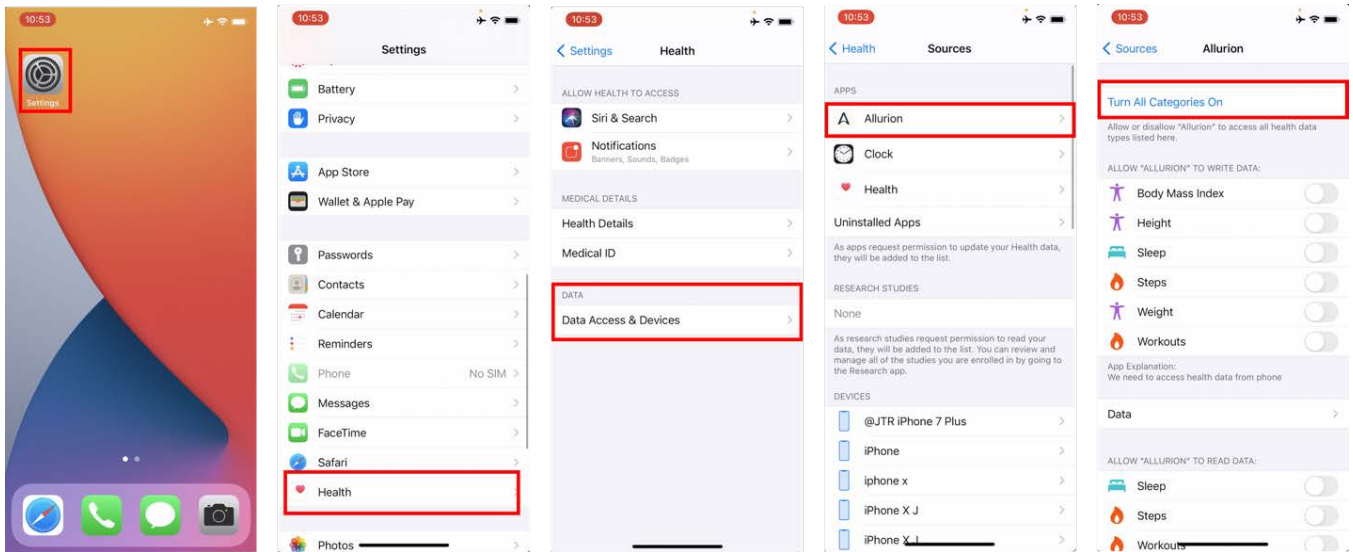 10:53
Settings
10:53
Settings
Battery
Privacy
App Store
Wallet & Apple Pay
Passwords
Contacts
Calendar
Reminders
Phone No SIM
Messages
FaceTime
Safari
Health
Photos
10:53
Settings Health
ALLOW HEALTH TO ACCESS
Siri & Search
Notifications
Banners, Sounds, Badges
MEDICAL DETAILS
Health Details
Medical ID
DATA
Data Access & Devices
10:53
Health Sources
APPS
Allurion
Clock
Health
Uninstalled Apps
As apps request permission to update your Health data,
they will be added to the list.
RESEARCH STUDIES
None
As research studies request permission to read your
data, they will be added to the list. You can review and
manage all of the studies you are enrolled in by going to
the Research app.
DEVICES
@JTR iPhone 7 Plus
iPhone
iphone x
iPhone X J
iPhone X J
10:53
Sources Allurion
Turn All Categories On
Allow or disallow "Allurion" to access all health data
types listed here.
ALLOW "ALLURION" TO WRITE DATA:
Body Mass Index
Height
Sleep
Steps
Weight
Workouts
App Explanation:
We need to access health data from phone
Data
ALLOW "ALLURION" TO READ DATA:
Sleep
Steps
Workouts